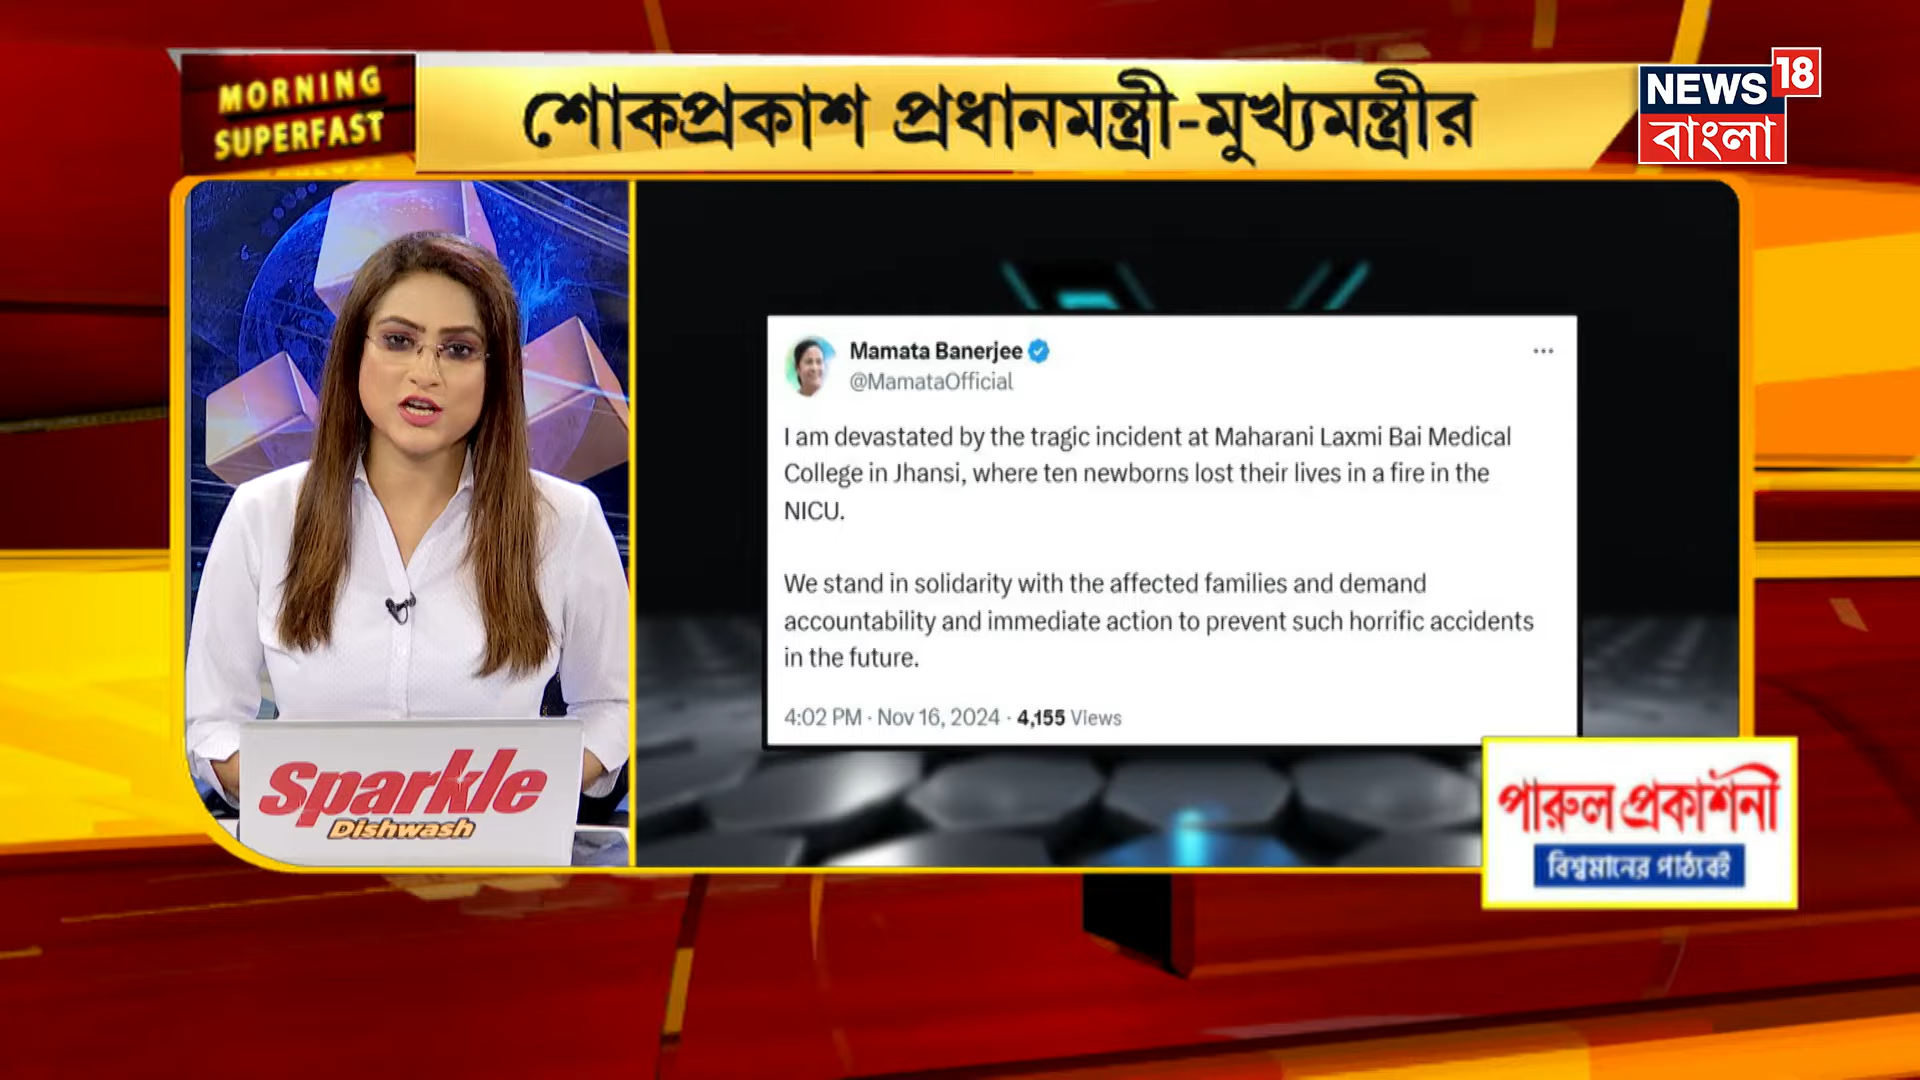 MORNING
SUPERFAST
শোকপ্রকাশ প্রধানমন্ত্রী-মুখ্যমন্ত্রীর
NEWS 18
বাংলা
Mamata Banerjee
@MamataOfficial
I am devastated by the tragic incident at Maharani Laxmi Bai Medical
College in Jhansi, where ten newborns lost their lives in a fire in the
NICU.
We stand in solidarity with the affected families and demand
accountability and immediate action to prevent such horrific accidents
in the future.
4:02 PM · Nov 16, 2024 · 4,155 Views
Sparkle
Dishwash
পারুল প্রকাশনী
বিশ্বমানের পাঠ্যবই